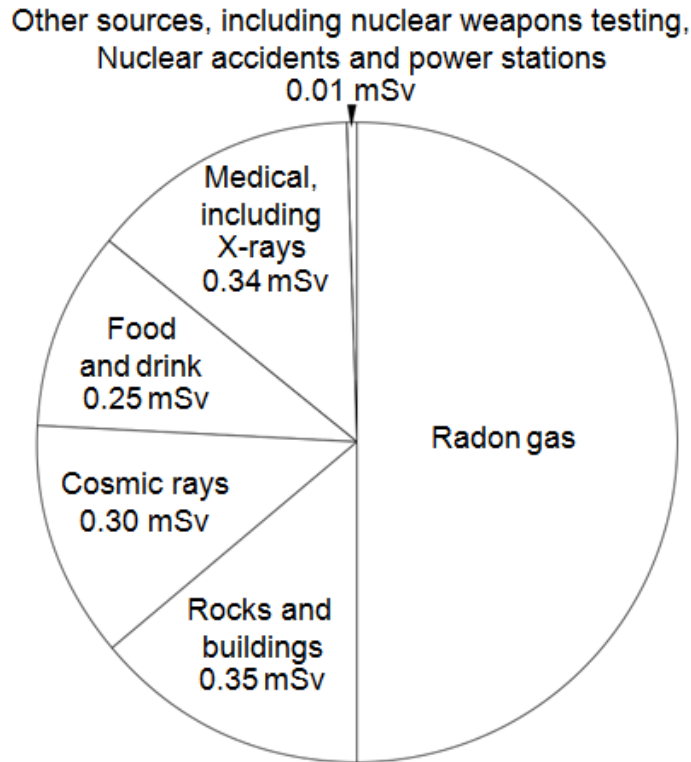 Other sources, including nuclear weapons testing,
Nuclear accidents and power stations
0.01 mSv
Medical,
including
X-rays
0.34 mSv
Food
and drink
0.25 mSv
Radon gas
Cosmic rays
0.30 mSv
Rocks and
buildings
0.35 mSv